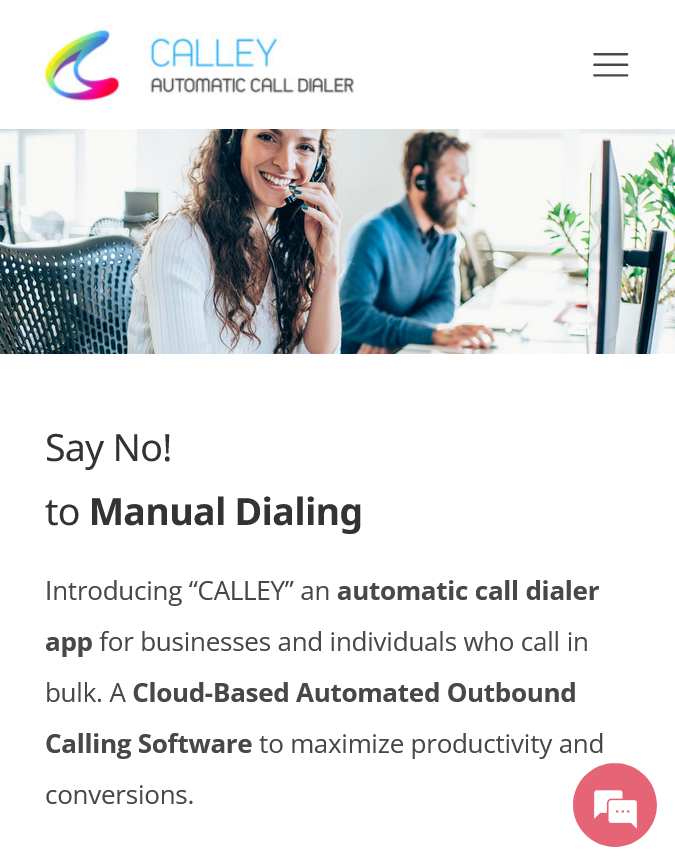 CALLEY
AUTOMATIC CALL DIALER
Say No!
to Manual Dialing
Introducing “CALLEY” an automatic call dialer
app for businesses and individuals who call in
bulk. A Cloud-Based Automated Outbound
Calling Software to maximize productivity and
conversions.